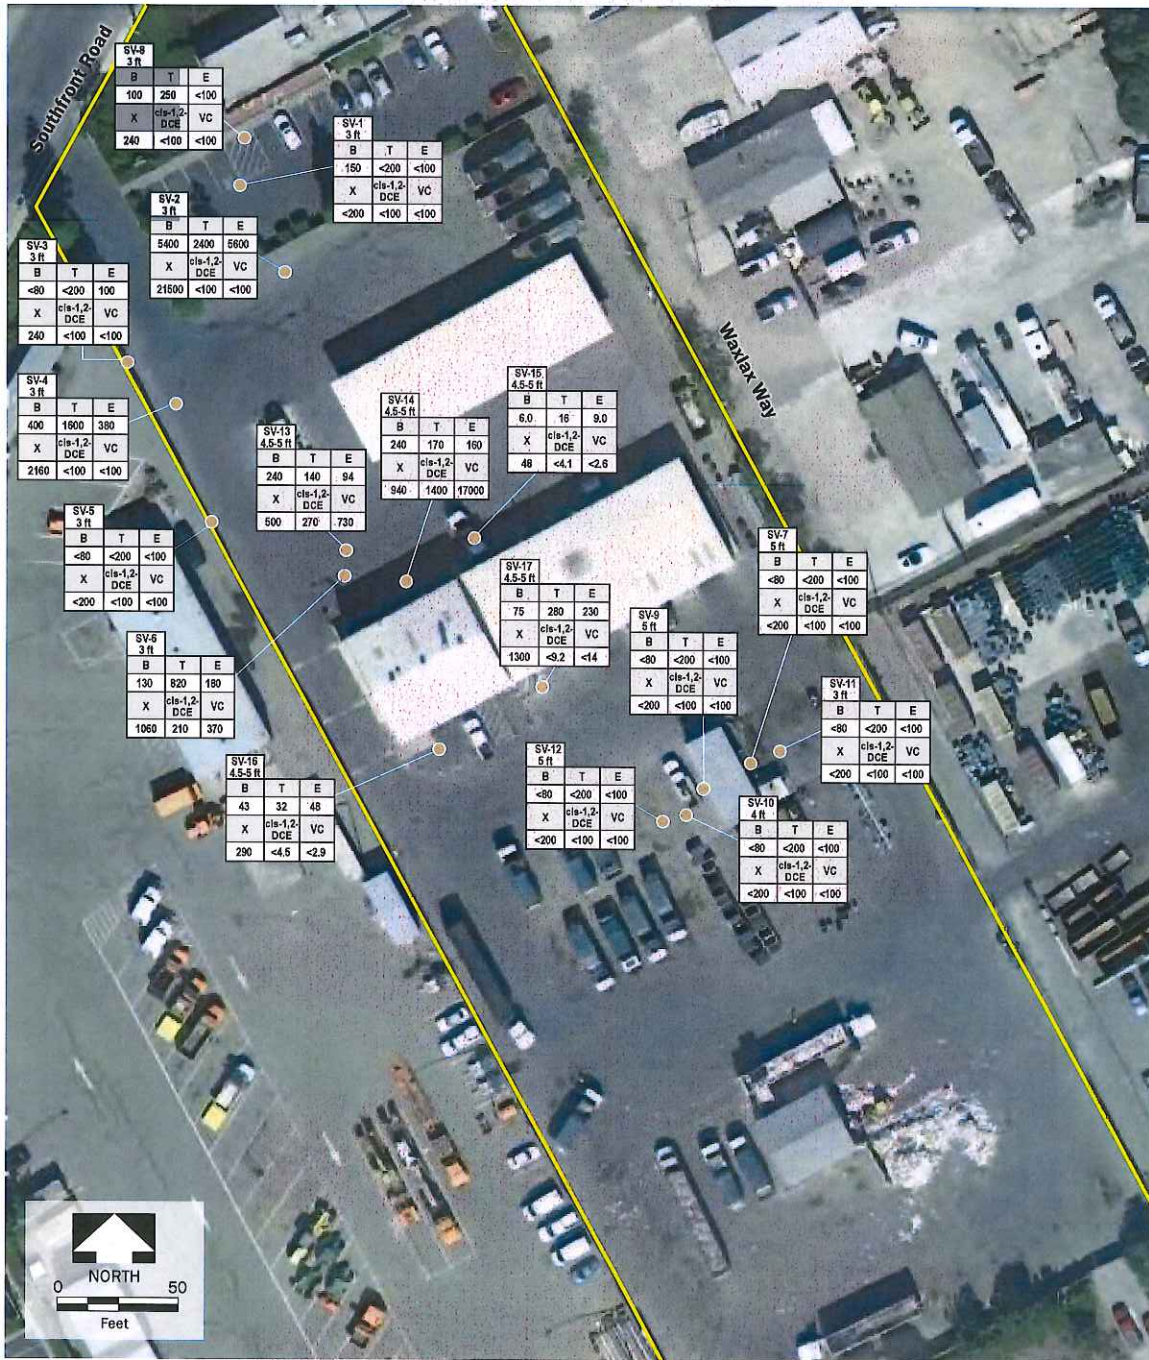 Southfront Road
SV-8
3 ft
B T E
100 250 <100
X cis-1,2-DCE VC
240 <100 <100
SV-1
3 ft
B T E
150 <200 <100
X cis-1,2-DCE VC
<200 <100 <100
SV-2
3 ft
B T E
5400 2400 5600
X cis-1,2-DCE VC
21500 <100 <100
SV-3
3 ft
B T E
<80 <200 100
X cis-1,2-DCE VC
240 <100 <100
Waxlax Way
SV-4
3 ft
B T E
400 1600 380
X cis-1,2-DCE VC
2160 <100 <100
SV-13
4.5-5 ft
B T E
240 140 94
X cis-1,2-DCE VC
500 270 730
SV-14
4.5-5 ft
B T E
240 170 160
X cis-1,2-DCE VC
940 1400 17000
SV-15
4.5-5 ft
B T E
6.0 16 9.0
X cis-1,2-DCE VC
46 <4.1 <2.6
SV-5
3 ft
B T E
<80 <200 <100
X cis-1,2-DCE VC
<200 <100 <100
SV-7
5 ft
B T E
<80 <200 <100
X cis-1,2-DCE VC
<200 <100 <100
SV-17
4.5-5 ft
B T E
75 280 230
X cis-1,2-DCE VC
1300 <9.2 <14
SV-9
5 ft
B T E
<80 <200 <100
X cis-1,2-DCE VC
<200 <100 <100
SV-6
3 ft
B T E
130 820 180
X cis-1,2-DCE VC
1060 210 370
SV-11
3 ft
B T E
<80 <200 <100
X cis-1,2-DCE VC
<200 <100 <100
SV-16
4.5-5 ft
B T E
43 32 48
X cis-1,2-DCE VC
290 <4.5 <2.9
SV-12
5 ft
B T E
<80 <200 <100
X cis-1,2-DCE VC
<200 <100 <100
SV-10
4 ft
B T E
<80 <200 <100
X cis-1,2-DCE VC
<200 <100 <100
NORTH
0 50
Feet